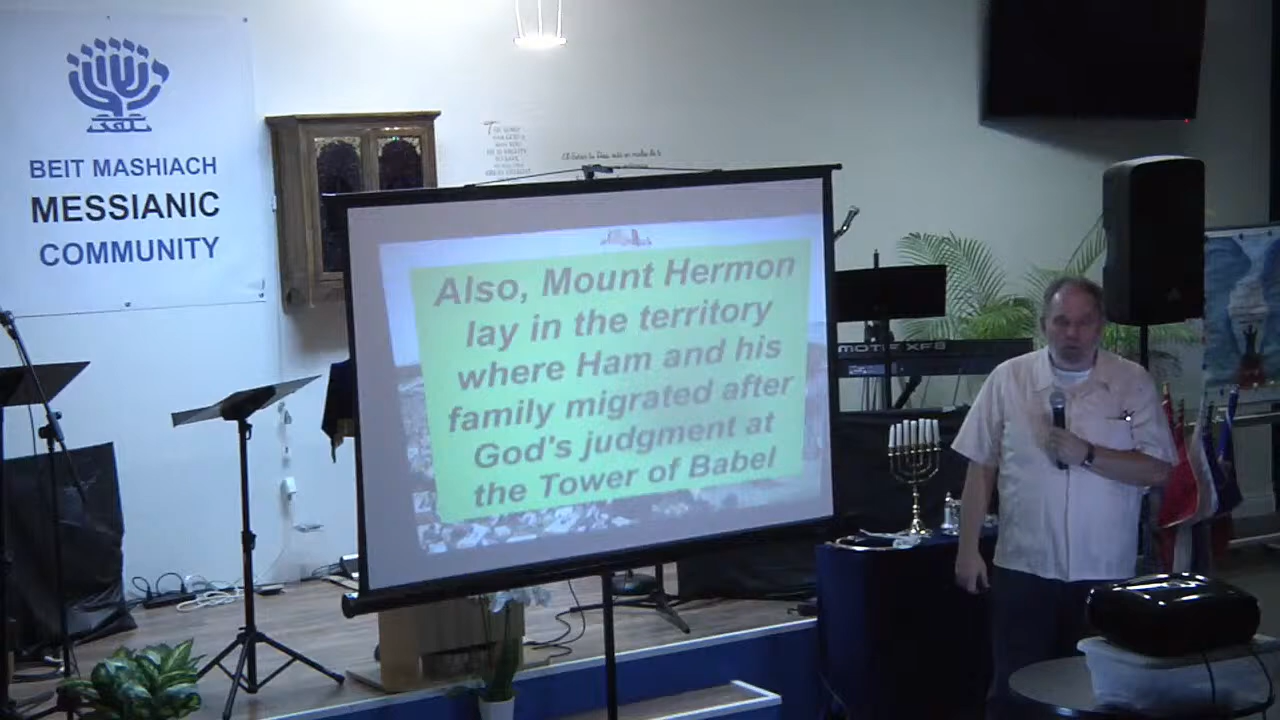 BEIT MASHIACH
MESSIANIC
COMMUNITY
Also, Mount Hermon
lay in the territory
where Ham and his
family migrated after
God's judgment at
the Tower of Babel
MOTIF XF8